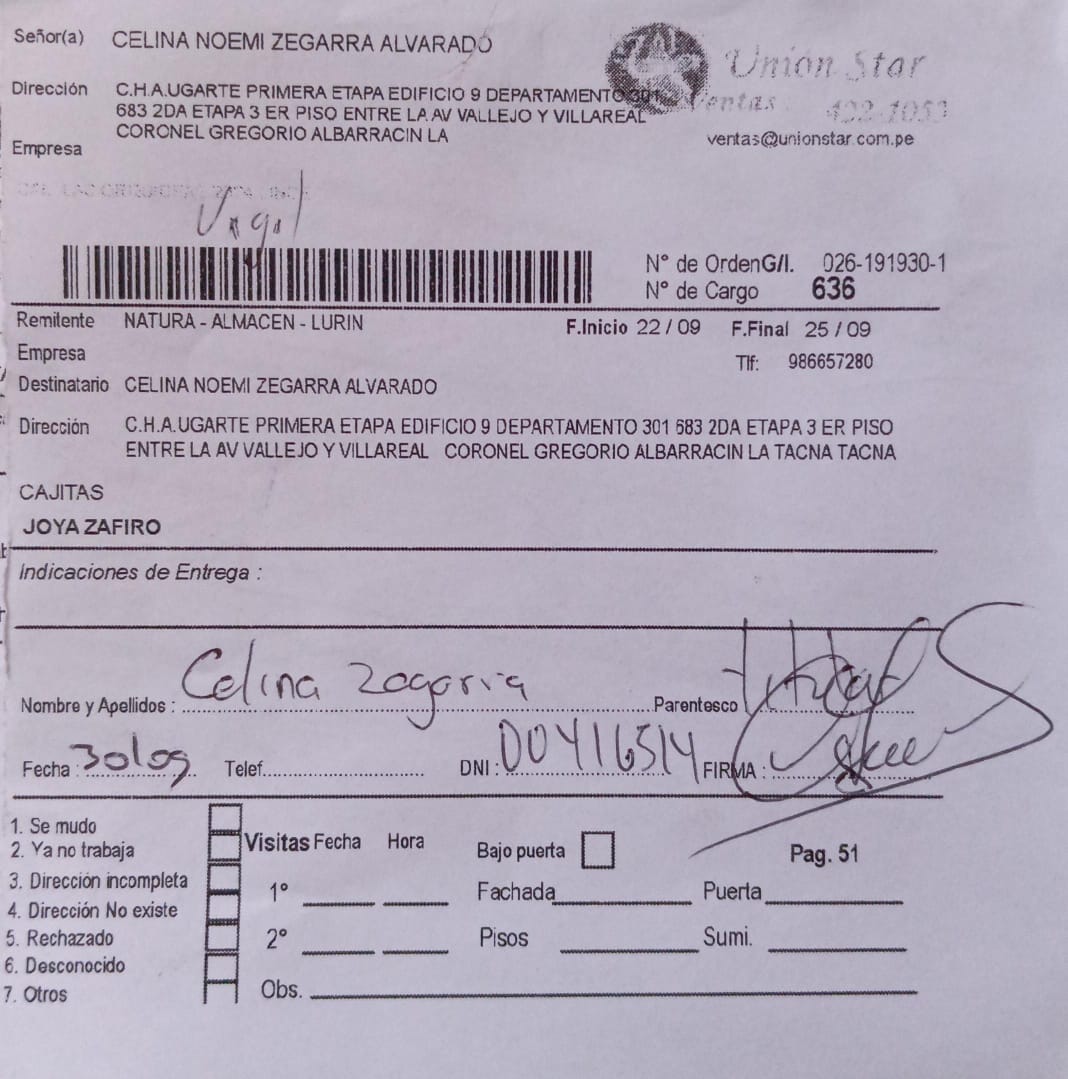 Señor(a) CELINA NOEMI ZEGARRA ALVARADO
Unión Star
Ventas : 422-1053
ventas@unionstar.com.pe
Dirección C.H.A.UGARTE PRIMERA ETAPA EDIFICIO 9 DEPARTAMENTO 301
683 2DA ETAPA 3 ER PISO ENTRE LA AV VALLEJO Y VILLAREAL
CORONEL GREGORIO ALBARRACIN LA
Empresa
N° de OrdenG/I. 026-191930-1
N° de Cargo 636
Remitente NATURA - ALMACEN - LURIN F.Inicio 22 / 09 F.Final 25 / 09
Empresa Tlf: 986657280
Destinatario CELINA NOEMI ZEGARRA ALVARADO
Dirección C.H.A.UGARTE PRIMERA ETAPA EDIFICIO 9 DEPARTAMENTO 301 683 2DA ETAPA 3 ER PISO
ENTRE LA AV VALLEJO Y VILLAREAL CORONEL GREGORIO ALBARRACIN LA TACNA TACNA
CAJITAS
JOYA ZAFIRO
Indicaciones de Entrega :
Nombre y Apellidos : Celina Zegarra Parentesco Titular
Fecha : 30/09 Telef. DNI : 00416514 FIRMA :
1. Se mudo
2. Ya no trabaja
3. Dirección incompleta
4. Dirección No existe
5. Rechazado
6. Desconocido
7. Otros
Visitas Fecha Hora
1°
2°
Obs.
Bajo puerta
Pag. 51
Fachada Puerta
Pisos Sumi.